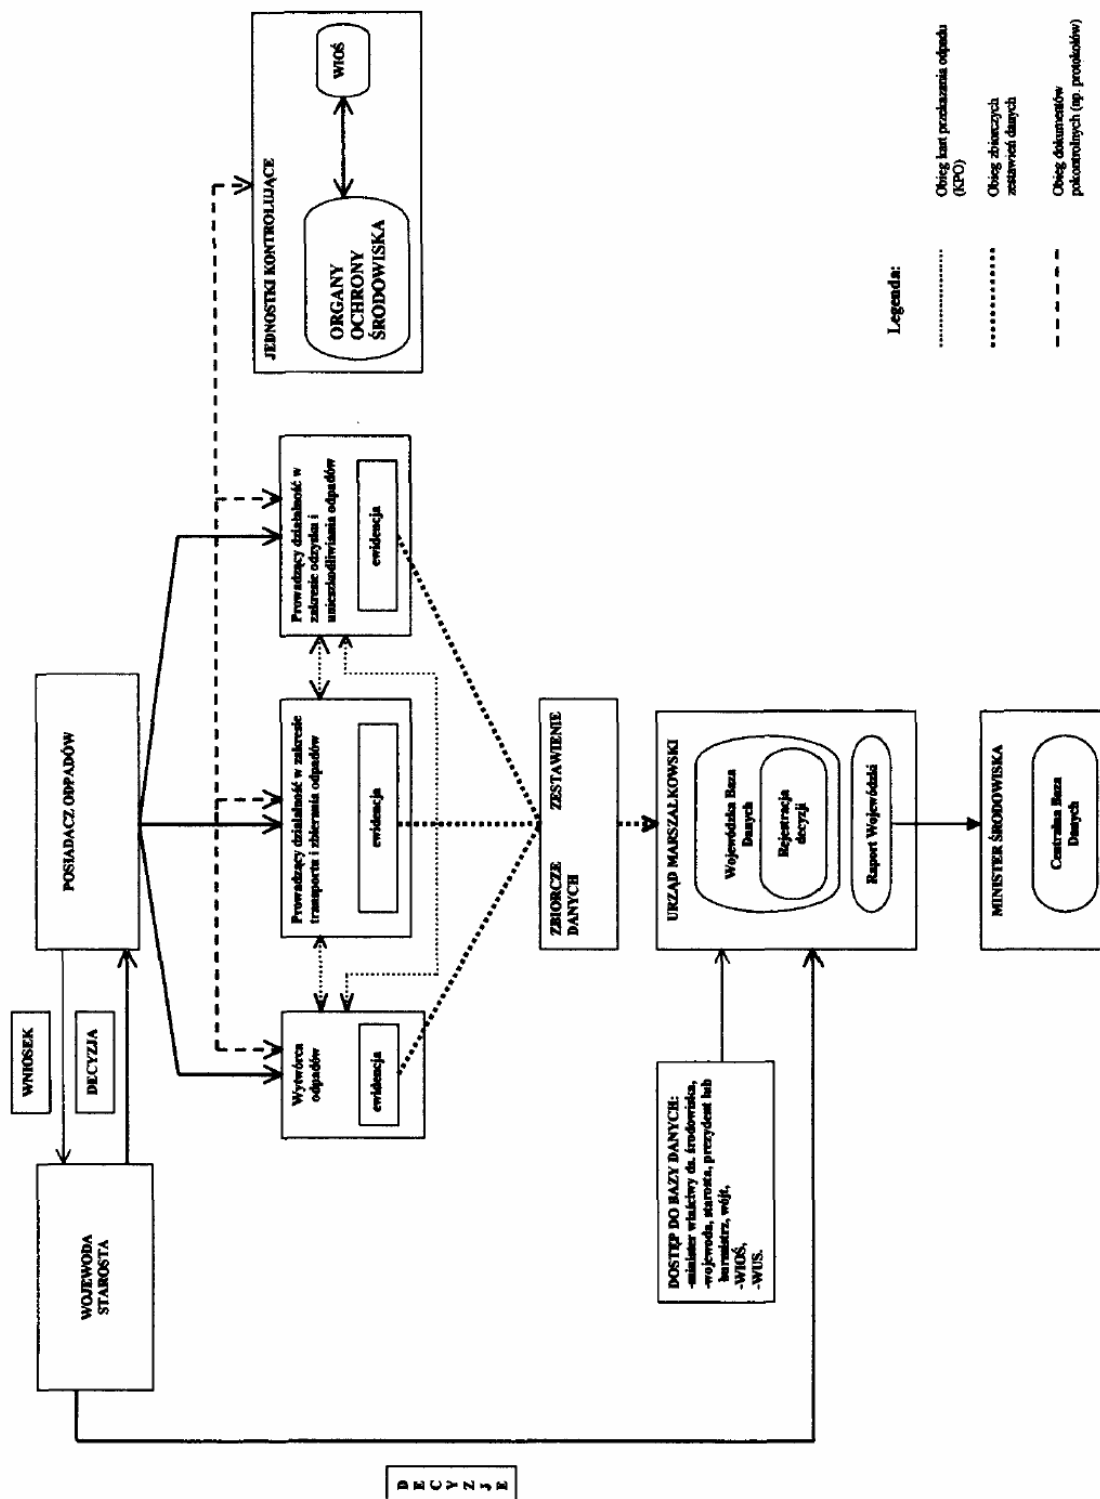 WNIOSEK
DECYZJA
WOJEWODA
STAROSTA
POSIADACZ ODPADÓW
D
E
C
Y
Z
J
E
Wytwórca
odpadów
ewidencja
Prowadzący działalność w zakresie
transportu i zbierania odpadów
ewidencja
Prowadzący działalność w
zakresie odzysku i
unieszkodliwiania odpadów
ewidencja
JEDNOSTKI KONTROLUJĄCE
ORGANY
OCHRONY
ŚRODOWISKA
WIOŚ
ZBIORCZE ZESTAWIENIE
DANYCH
DOSTĘP DO BAZY DANYCH:
-minister właściwy ds. środowiska,
-wojewoda, starosta, prezydent lub
burmistrz, wójt,
-WIOŚ,
-WUS.
URZĄD MARSZAŁKOWSKI
Wojewódzka Baza
Danych
Rejestracja
decyzji
Raport Wojewódzki
MINISTER ŚRODOWISKA
Centralna Baza
Danych
Legenda:
Obieg kart przekazania odpadu
(KPO)
Obieg zbiorczych
zestawień danych
Obieg dokumentów
pokontrolnych (np. protokołów)